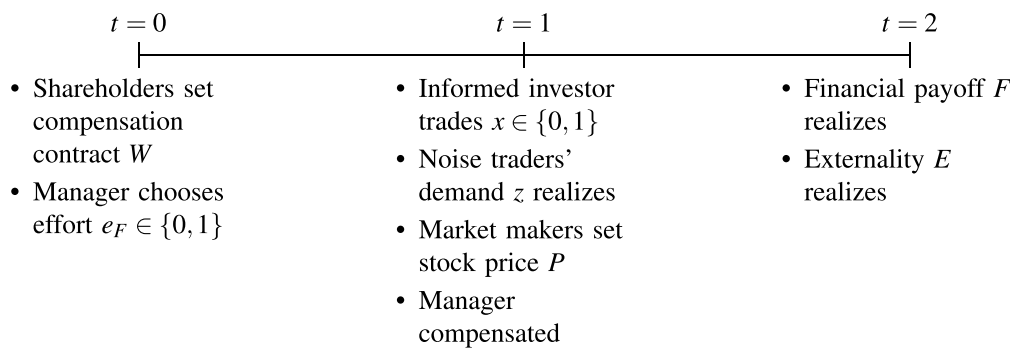 t = 0
t = 1
t = 2
• Shareholders set
compensation
contract W
• Manager chooses
effort e_F ∈ {0,1}
• Informed investor
trades x ∈ {0,1}
• Noise traders’
demand z realizes
• Market makers set
stock price P
• Manager
compensated
• Financial payoff F
realizes
• Externality E
realizes